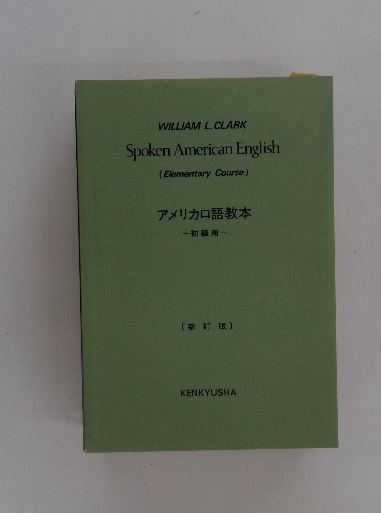 WILLIAM L. CLARK
Spoken American English
(Elementary Course)
アメリカ口語教本
－初級用－
〔新訂版〕
KENKYUSHA